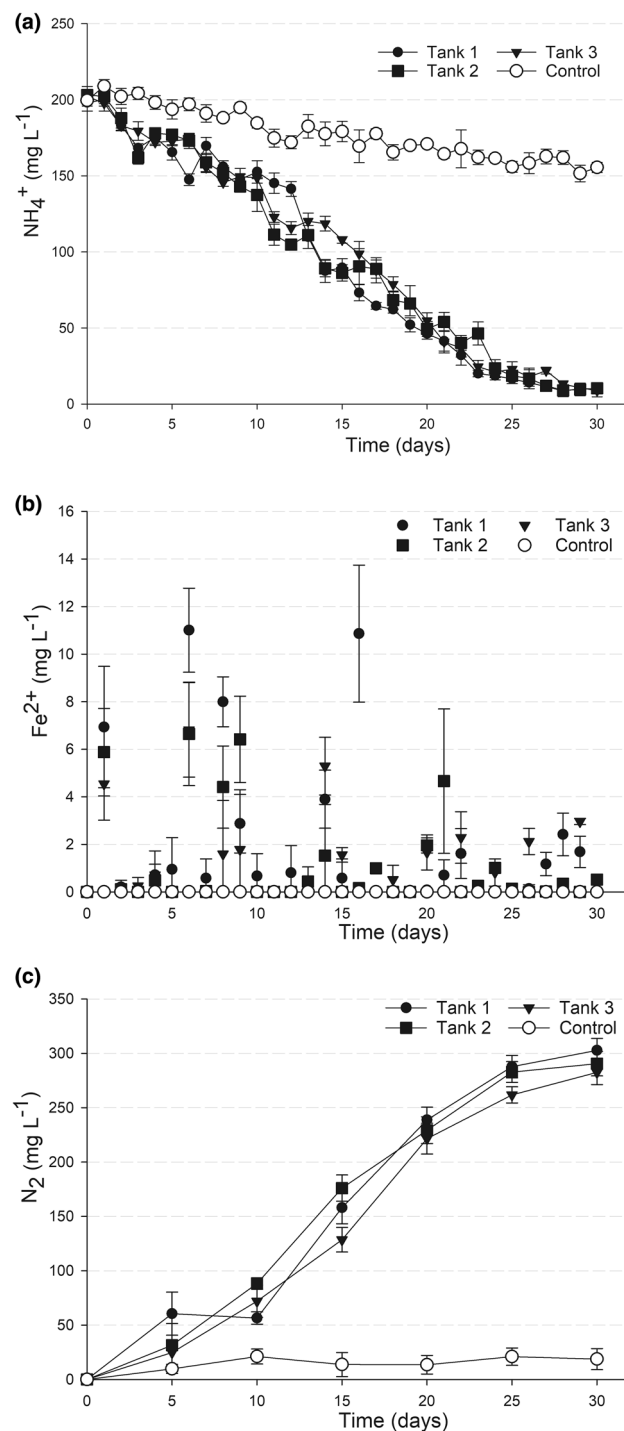 (a)
250
200
150
100
50
0
NH₄⁺ (mg L⁻¹)
Tank 1 Tank 3
Tank 2 Control
0 5 10 15 20 25 30
Time (days)
(b)
16
14
12
10
8
6
4
2
0
Fe²⁺ (mg L⁻¹)
Tank 1 Tank 3
Tank 2 Control
0 5 10 15 20 25 30
Time (days)
(c)
350
300
250
200
150
100
50
0
N₂ (mg L⁻¹)
Tank 1 Tank 3
Tank 2 Control
0 5 10 15 20 25 30
Time (days)